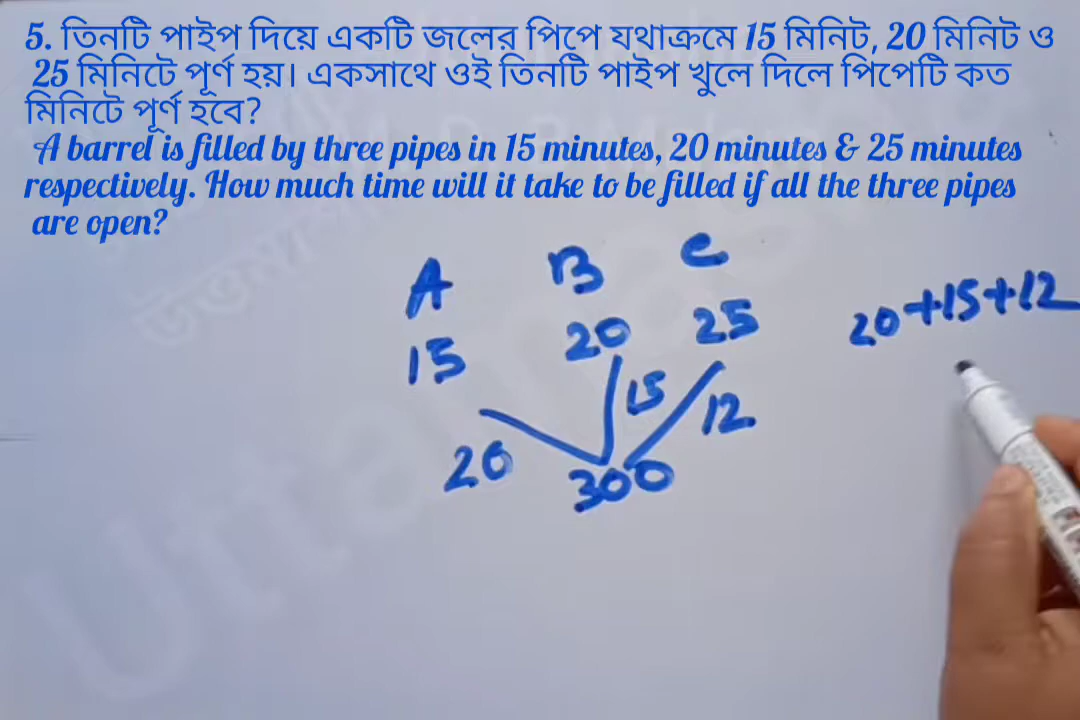 5. তিনটি পাইপ দিয়ে একটি জলের পিপে যথাক্রমে 15 মিনিট, 20 মিনিট ও
25 মিনিটে পূর্ণ হয়। একসাথে ওই তিনটি পাইপ খুলে দিলে পিপেটি কত
মিনিটে পূর্ণ হবে?
A barrel is filled by three pipes in 15 minutes, 20 minutes & 25 minutes
respectively. How much time will it take to be filled if all the three pipes
are open?
A B C
15 20 25
20+15+12
15 12
20 300